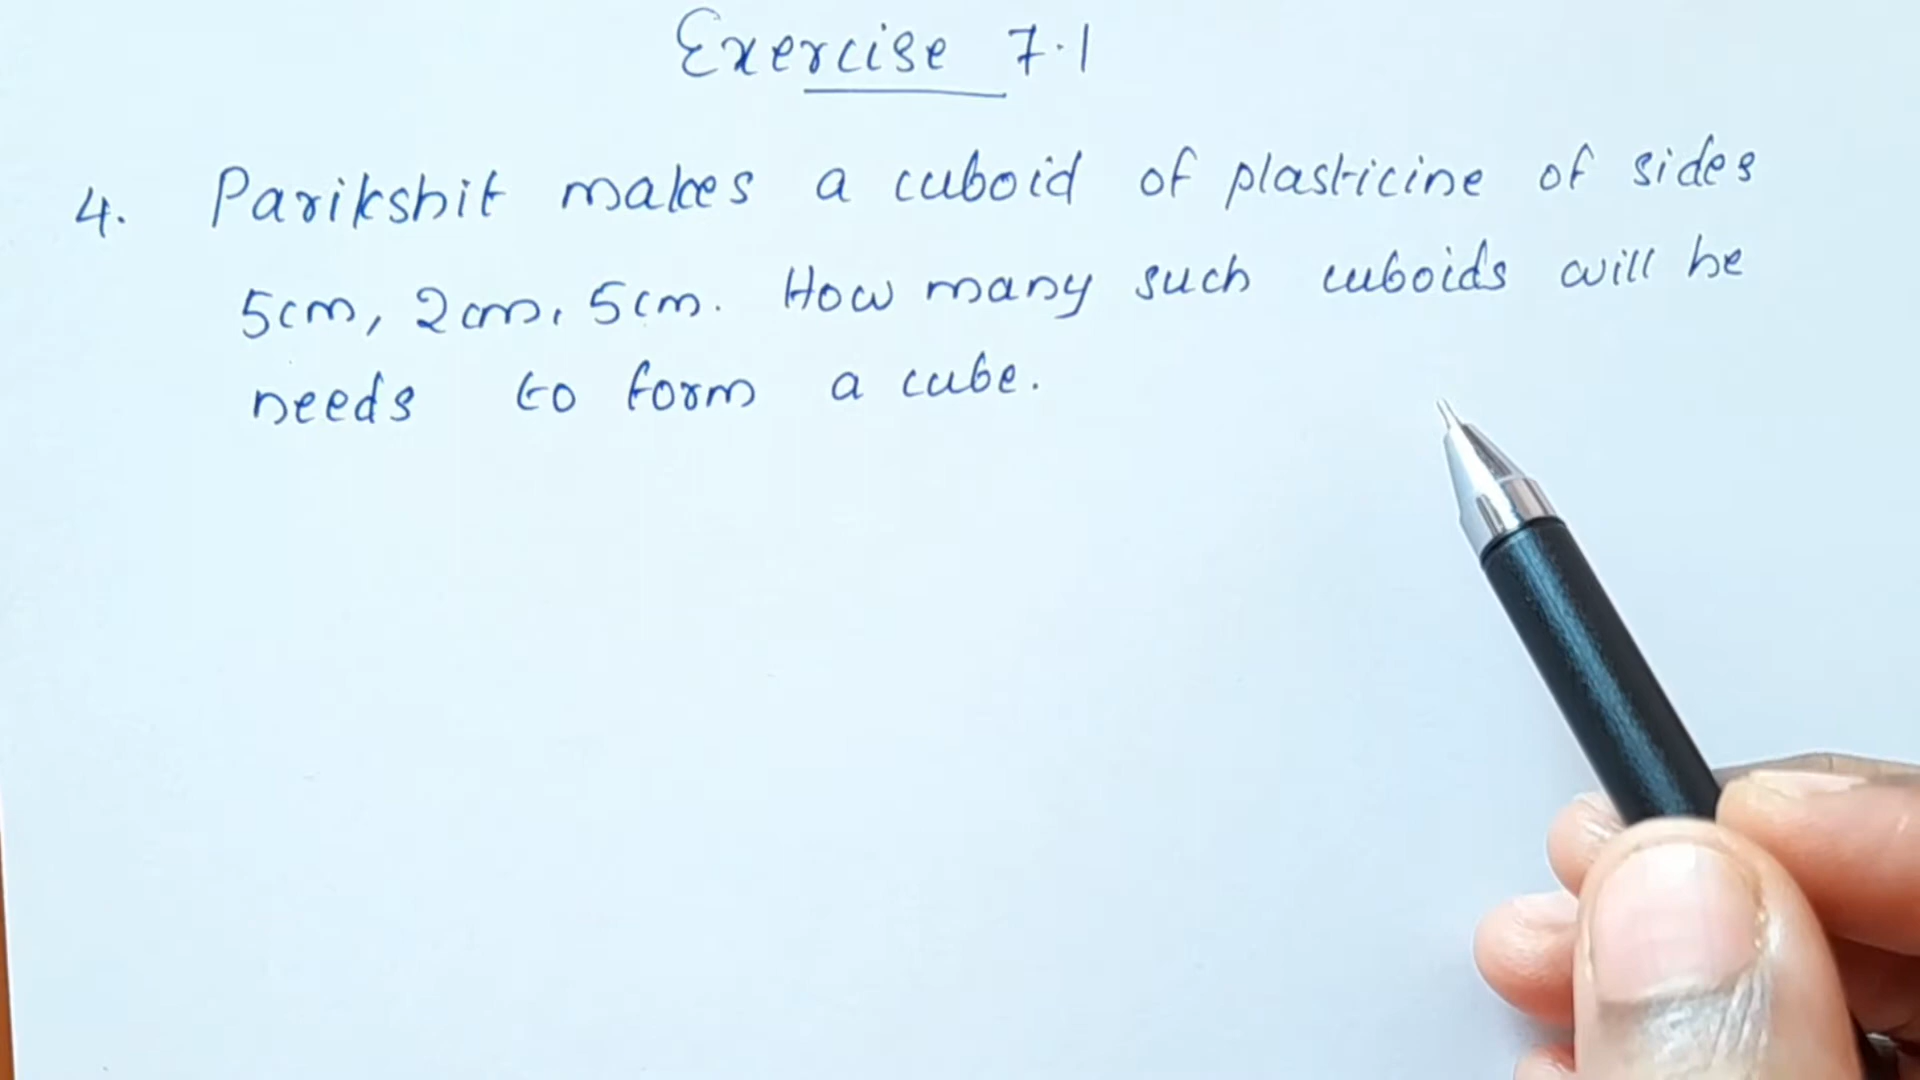 Exercise 7.1
4. Parikshit makes a cuboid of plasticine of sides
5cm, 2cm, 5cm. How many such cuboids will be
needs to form a cube.